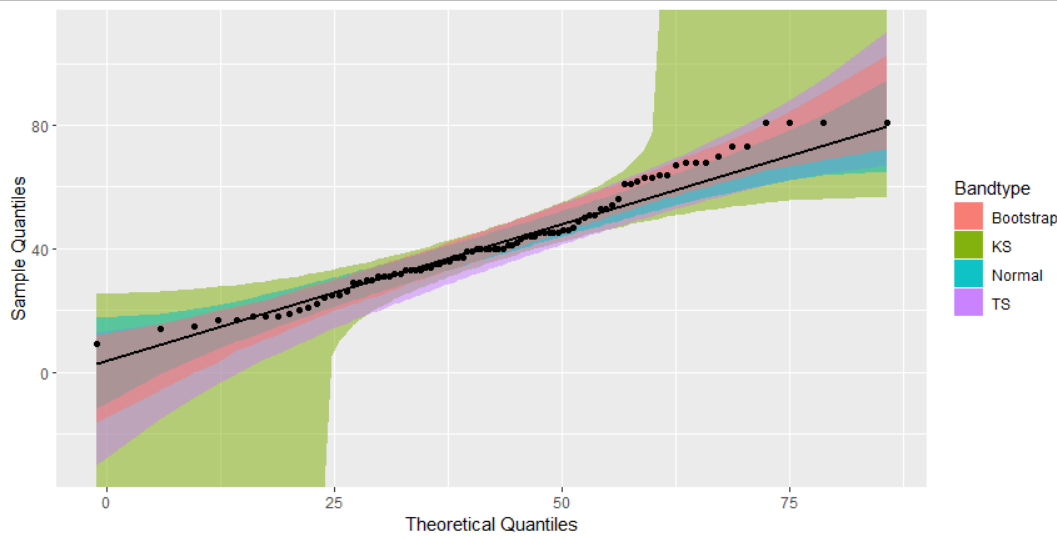 80
40
0
Sample Quantiles
0
25
50
75
Theoretical Quantiles
Bandtype
Bootstrap
KS
Normal
TS